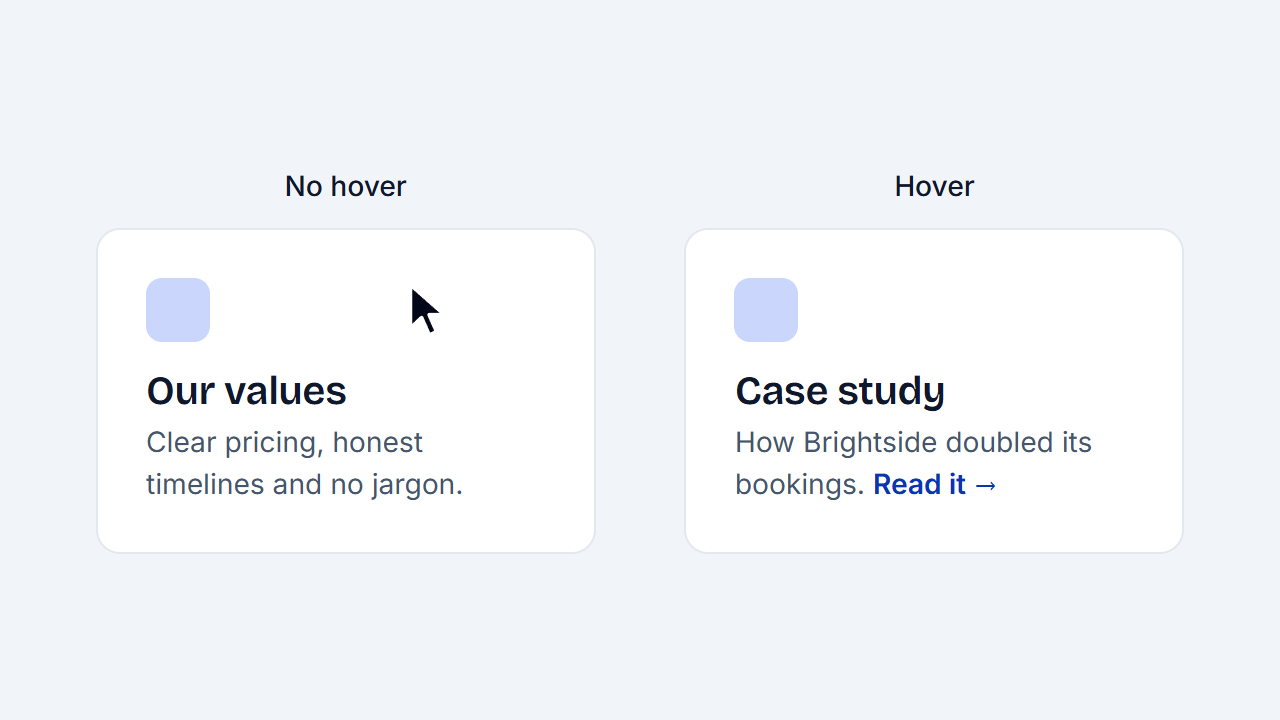 No hover
Our values
Clear pricing, honest
timelines and no jargon.
Hover
Case study
How Brightside doubled its
bookings. Read it →